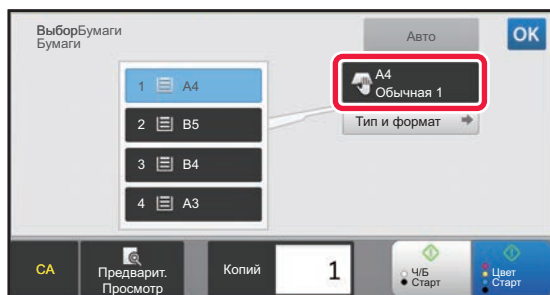 ВыборБумаги
Бумаги
Авто
OK
1 A4
2 B5
3 B4
4 A3
A4
Обычная 1
Тип и формат
CA
Предварит.
Просмотр
Копий
1
Ч/Б
Старт
Цвет
Старт